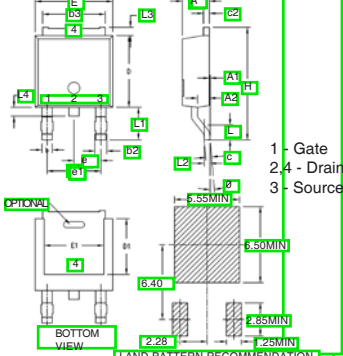 E
A
b3
c2
L3
4
D
A1
H
A2
L4
1 2 3
L1
L
b
b2
e
L2
c
e1
Ø
1 - Gate
2,4 - Drain
3 - Source
5.55MIN
OPTIONAL
E1
D1
6.50MIN
4
6.40
2.85MIN
BOTTOM
VIEW
2.28
1.25MIN
LAND PATTERN RECOMMENDATION